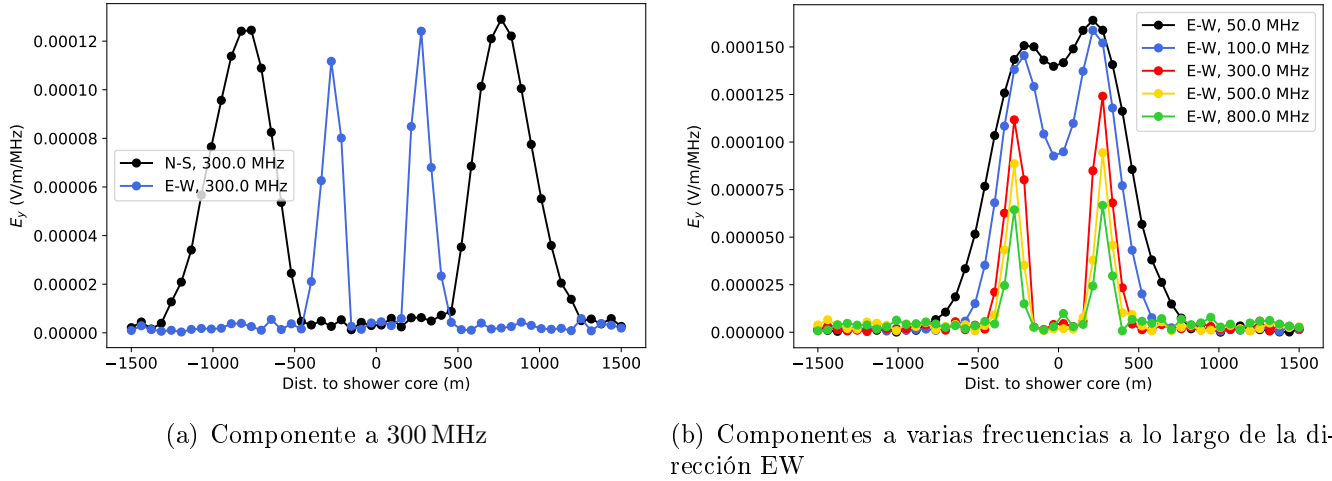 0.00012
0.00010
0.00008
0.00006
0.00004
0.00002
0.00000
E_y (V/m/MHz)
N-S, 300.0 MHz
E-W, 300.0 MHz
−1500 −1000 −500 0 500 1000 1500
Dist. to shower core (m)
(a) Componente a 300 MHz
0.000150
0.000125
0.000100
0.000075
0.000050
0.000025
0.000000
E_y (V/m/MHz)
E-W, 50.0 MHz
E-W, 100.0 MHz
E-W, 300.0 MHz
E-W, 500.0 MHz
E-W, 800.0 MHz
−1500 −1000 −500 0 500 1000 1500
Dist. to shower core (m)
(b) Componentes a varias frecuencias a lo largo de la di-
rección EW